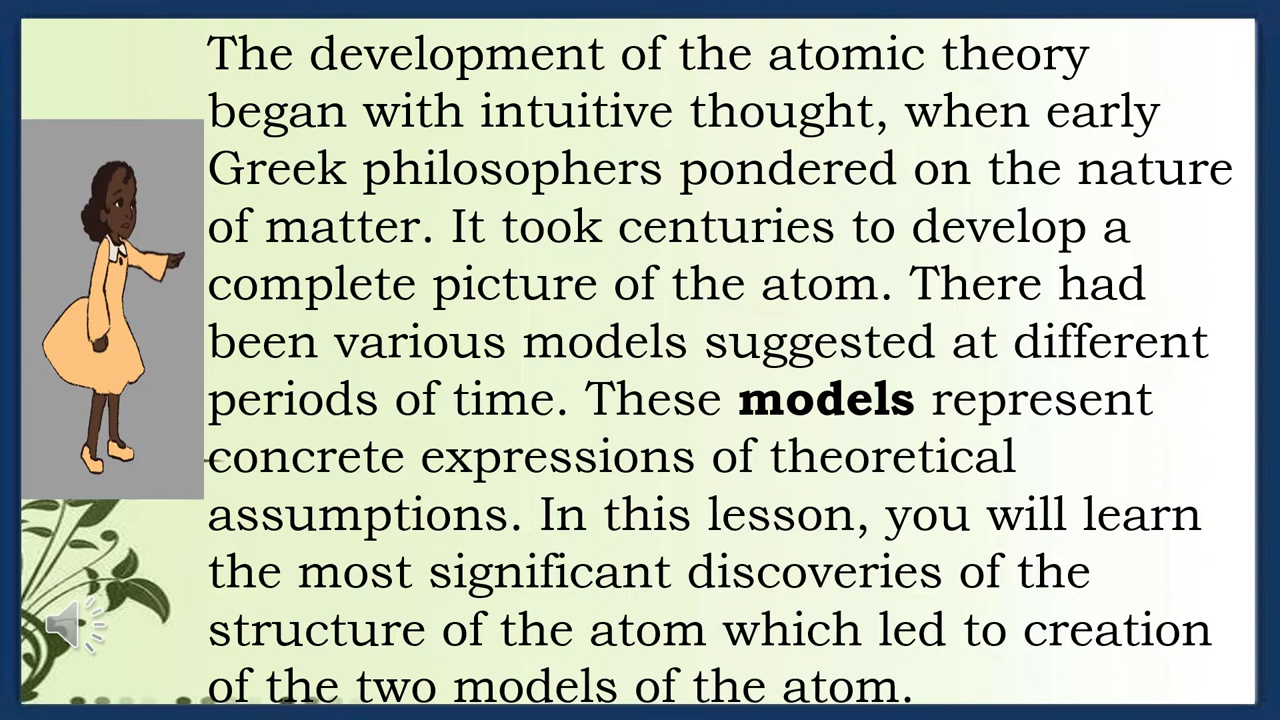 The development of the atomic theory
began with intuitive thought, when early
Greek philosophers pondered on the nature
of matter. It took centuries to develop a
complete picture of the atom. There had
been various models suggested at different
periods of time. These models represent
concrete expressions of theoretical
assumptions. In this lesson, you will learn
the most significant discoveries of the
structure of the atom which led to creation
of the two models of the atom.